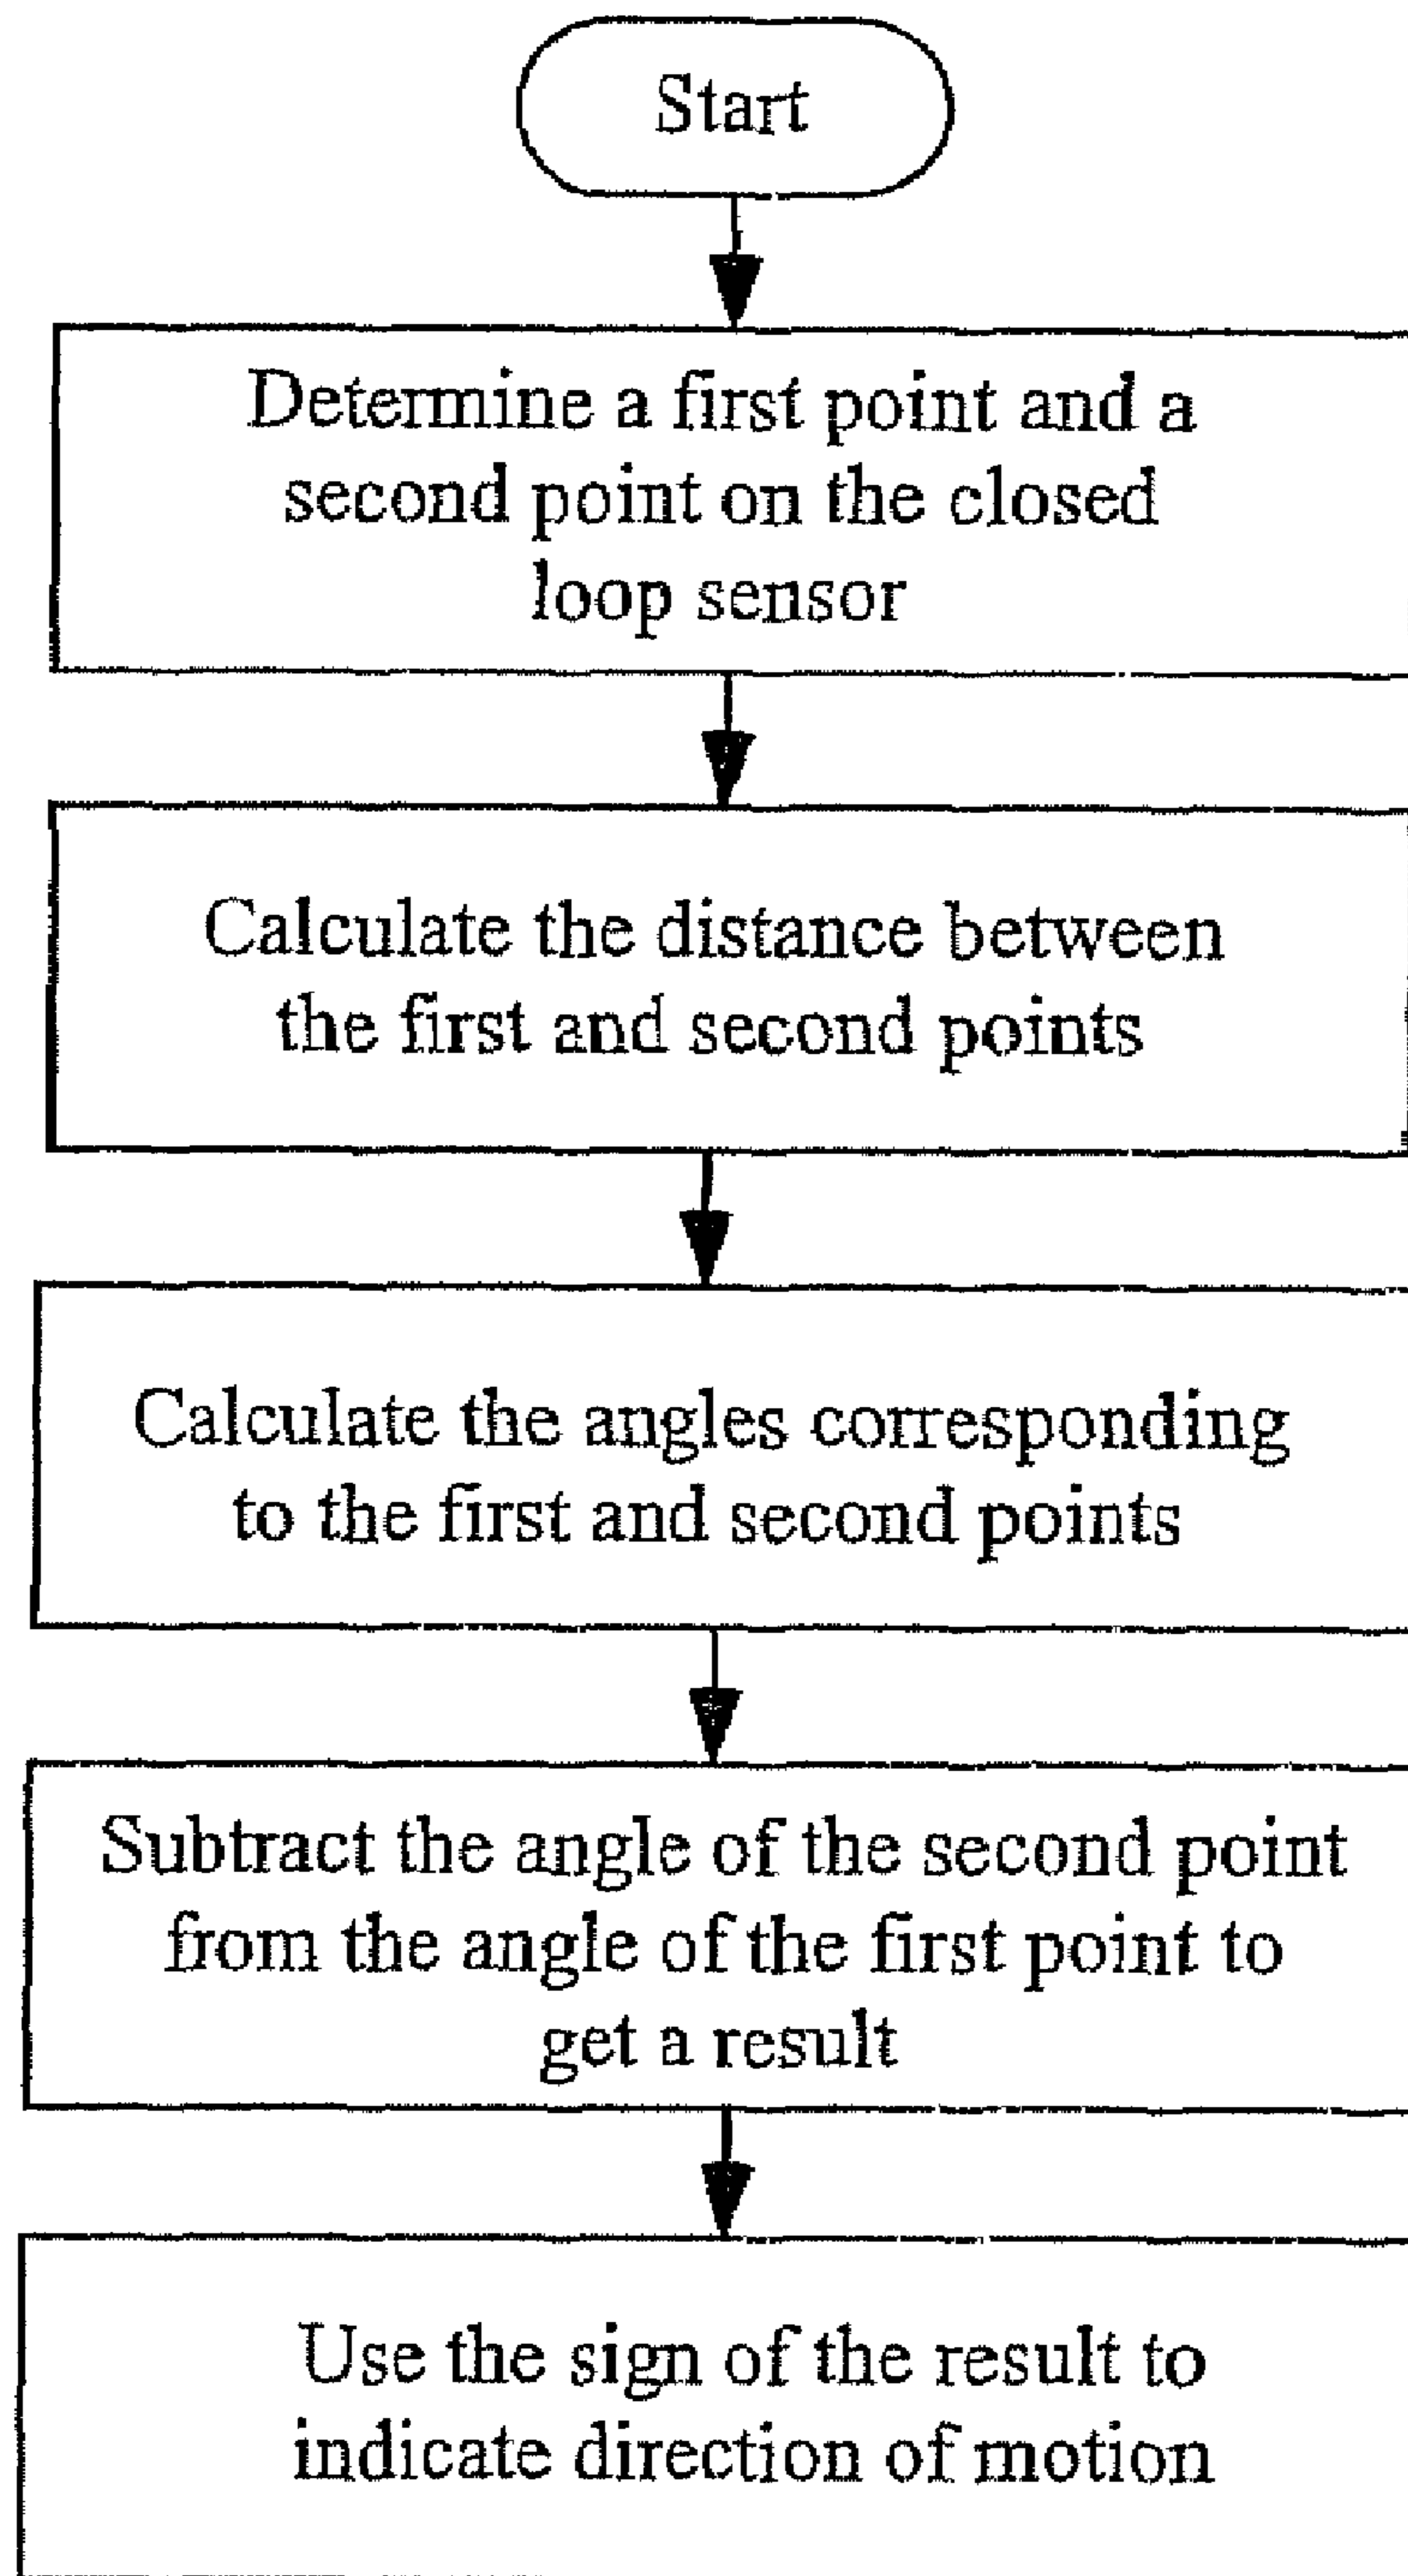 Start
Determine a first point and a
second point on the closed
loop sensor
Calculate the distance between
the first and second points
Calculate the angles corresponding
to the first and second points
Subtract the angle of the second point
from the angle of the first point to
get a result
Use the sign of the result to
indicate direction of motion